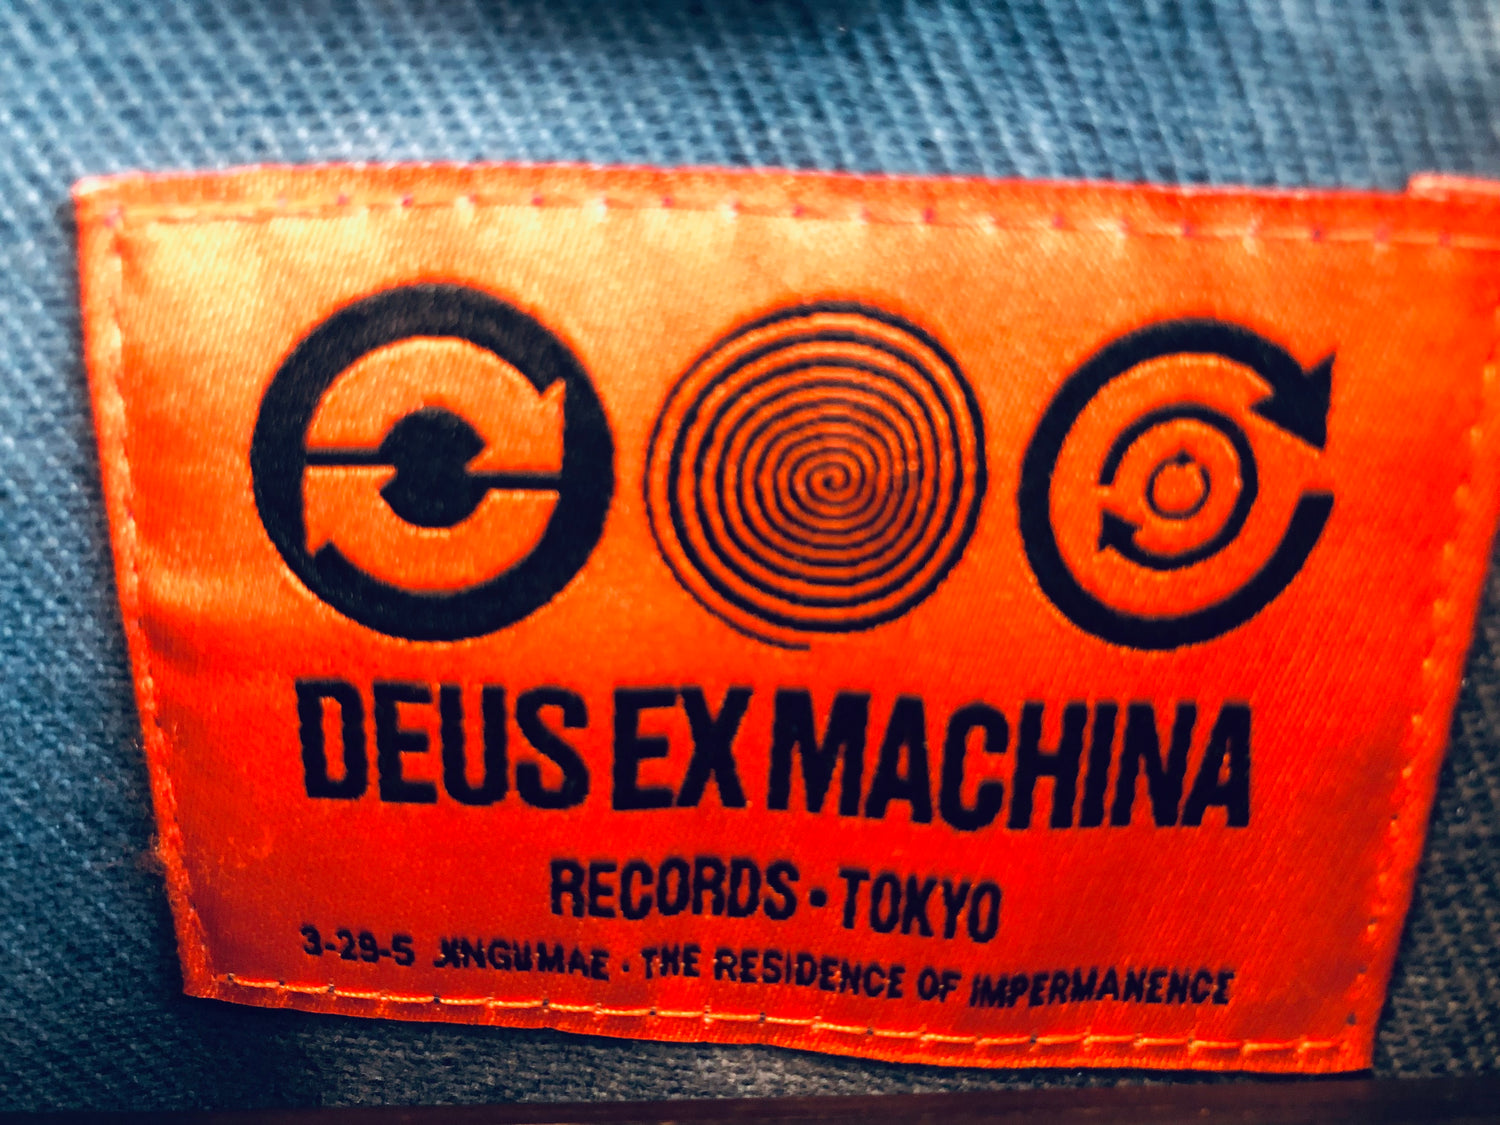 DEUS EX MACHINA
RECORDS • TOKYO
3-29-5 JINGUMAE • THE RESIDENCE OF IMPERMANENCE